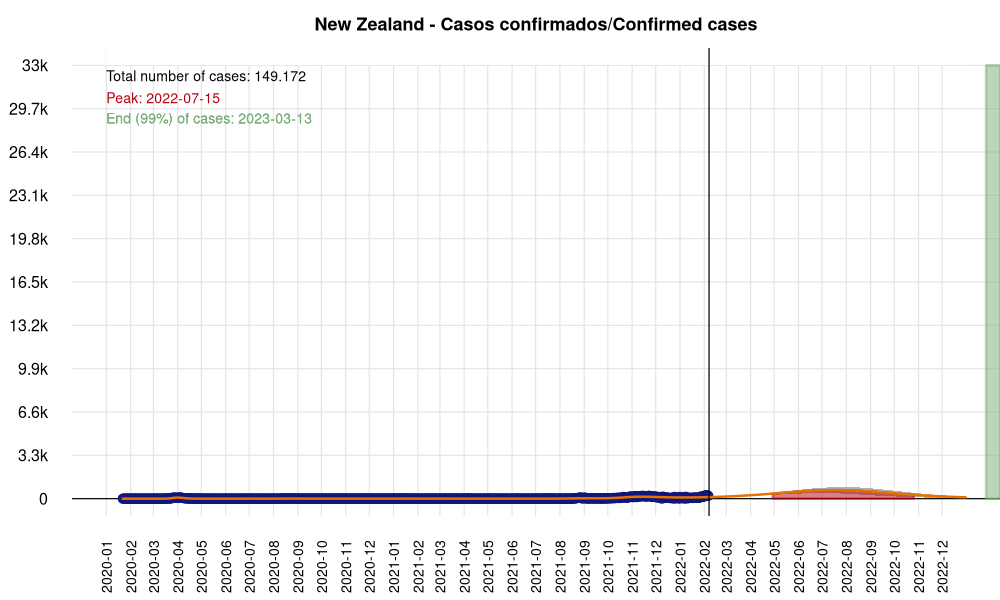 New Zealand - Casos confirmados/Confirmed cases
Total number of cases: 149.172
Peak: 2022-07-15
End (99%) of cases: 2023-03-13
33k
29.7k
26.4k
23.1k
19.8k
16.5k
13.2k
9.9k
6.6k
3.3k
0
2020-01
2020-02
2020-03
2020-04
2020-05
2020-06
2020-07
2020-08
2020-09
2020-10
2020-11
2020-12
2021-01
2021-02
2021-03
2021-04
2021-05
2021-06
2021-07
2021-08
2021-09
2021-10
2021-11
2021-12
2022-01
2022-02
2022-03
2022-04
2022-05
2022-06
2022-07
2022-08
2022-09
2022-10
2022-11
2022-12